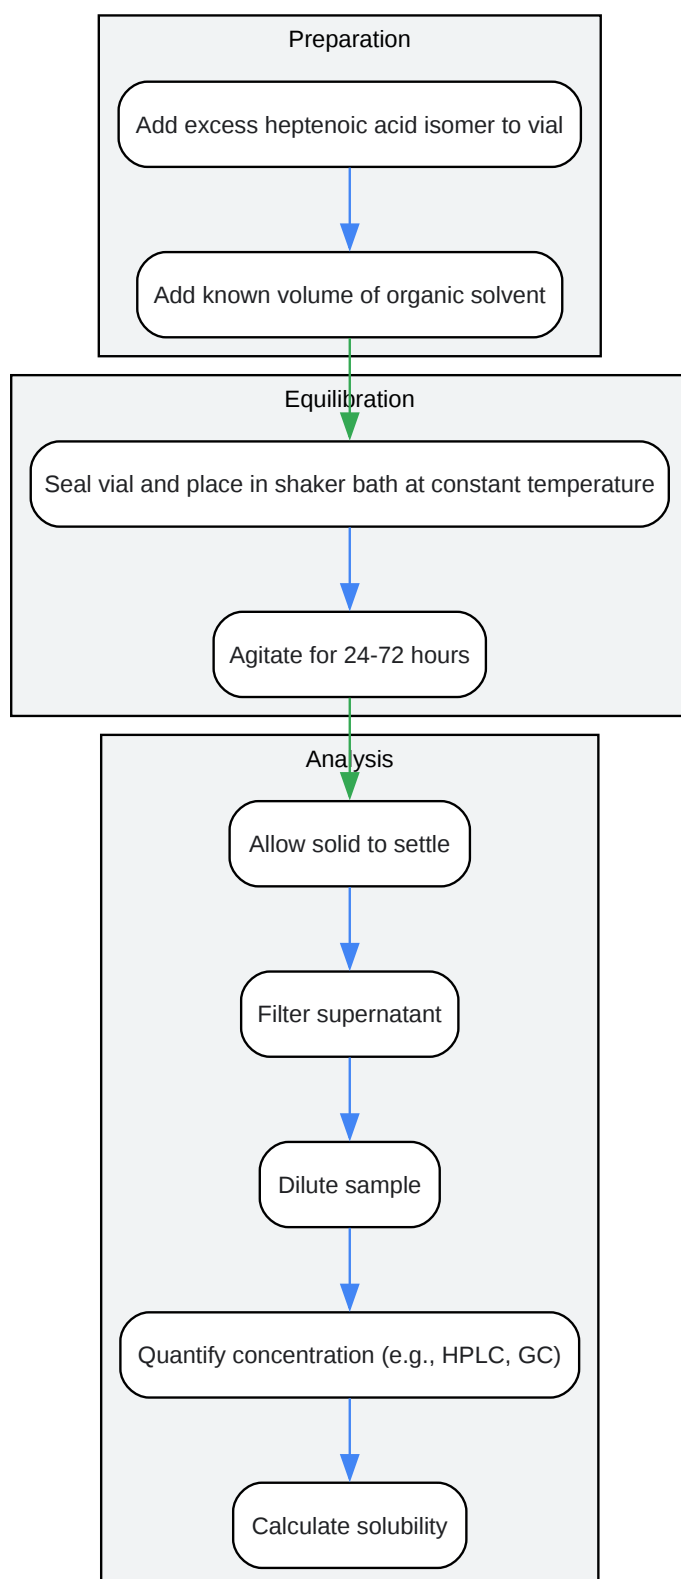 Preparation
Add excess heptenoic acid isomer to vial
Add known volume of organic solvent
Equilibration
Seal vial and place in shaker bath at constant temperature
Agitate for 24-72 hours
Analysis
Allow solid to settle
Filter supernatant
Dilute sample
Quantify concentration (e.g., HPLC, GC)
Calculate solubility